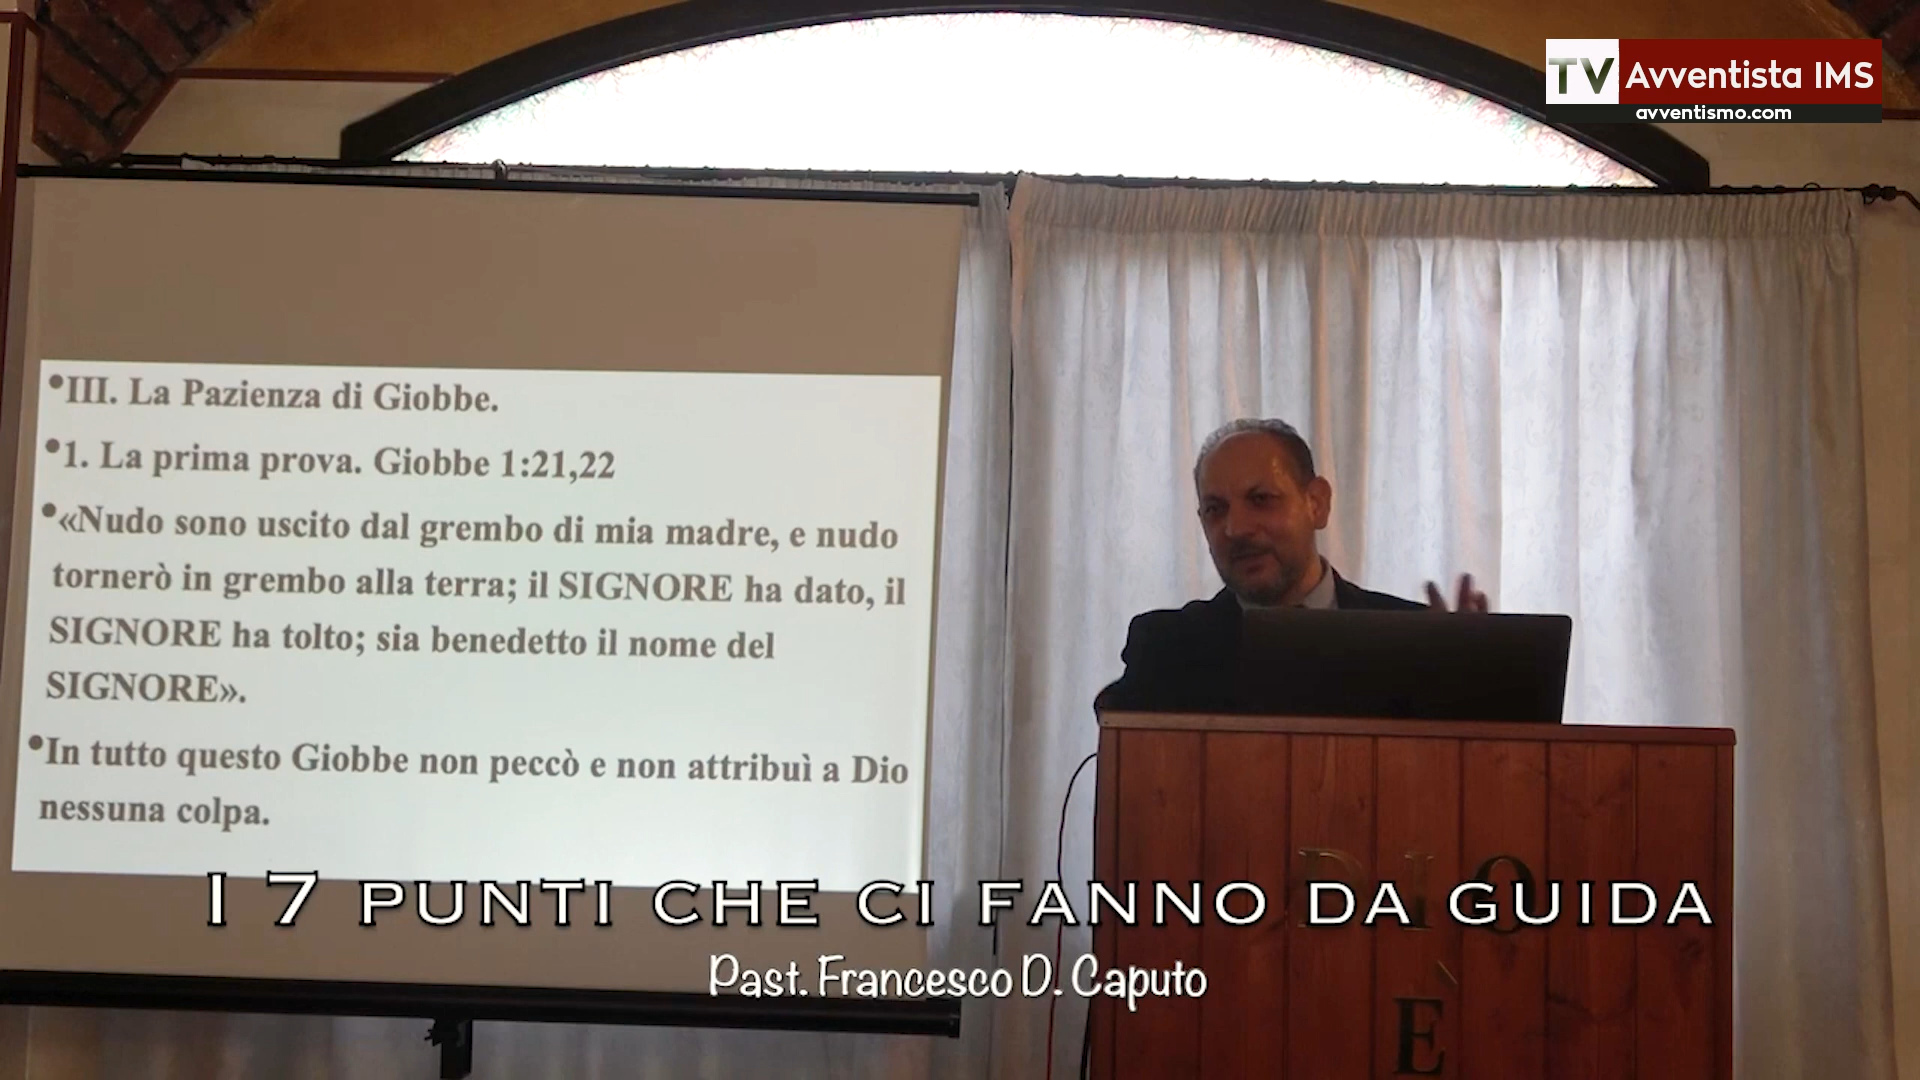 TV Avventista IMS
avventismo.com
•III. La Pazienza di Giobbe.
•1. La prima prova. Giobbe 1:21,22
•«Nudo sono uscito dal grembo di mia madre, e nudo
tornerò in grembo alla terra; il SIGNORE ha dato, il
SIGNORE ha tolto; sia benedetto il nome del
SIGNORE».
•In tutto questo Giobbe non peccò e non attribuì a Dio
nessuna colpa.
I 7 PUNTI CHE CI FANNO DA GUIDA
Past. Francesco D. Caputo
DIO
È